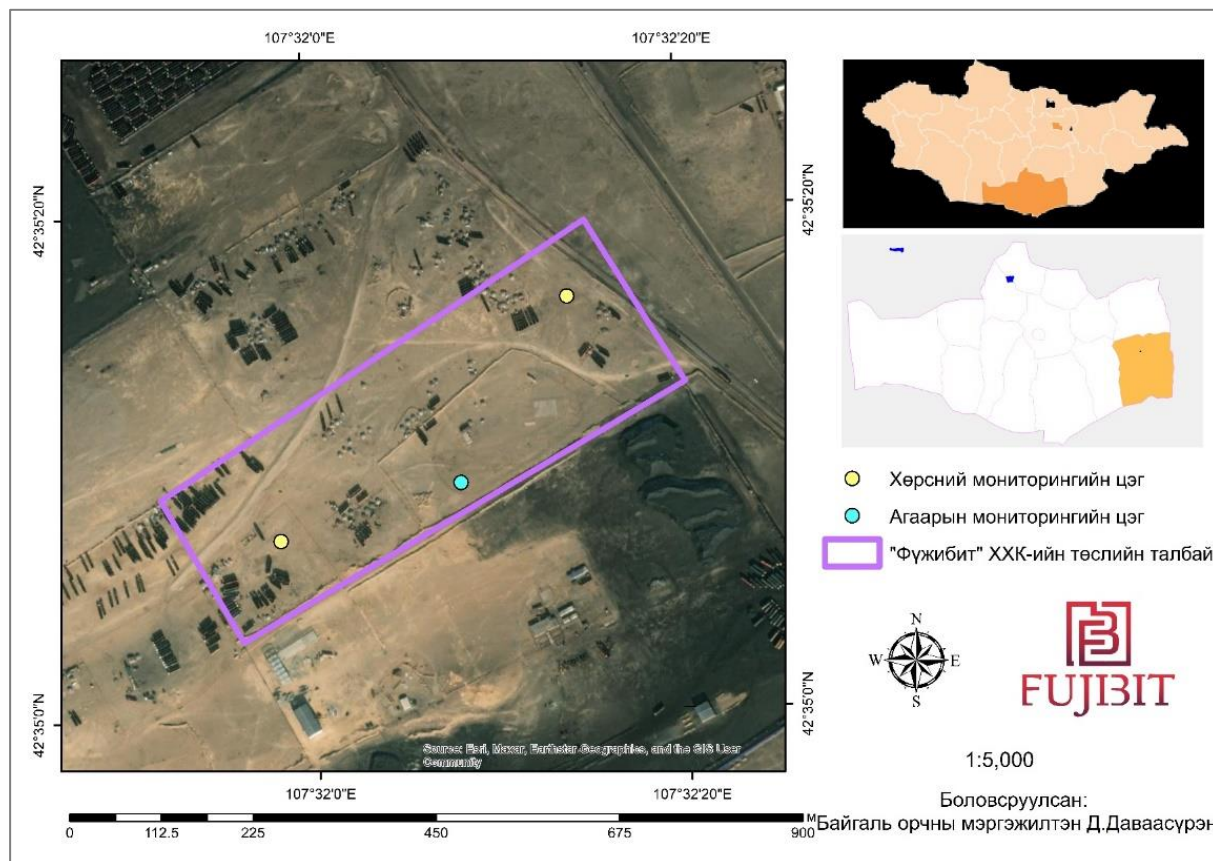 107°32'0"E
107°32'20"E
42°35'20"N
42°35'20"N
42°35'0"N
42°35'0"N
Source: Esri, Maxar, Earthstar Geographics, and the GIS User
Community
107°32'0"E
107°32'20"E
0 112.5 225 450 675 900 М
Хөрсний мониторингийн цэг
Агаарын мониторингийн цэг
"Фүжибит" ХХК-ийн төслийн талбай
N
W E
S
FUJIBIT
1:5,000
Боловсруулсан:
Байгаль орчны мэргэжилтэн Д.Даваасүрэн